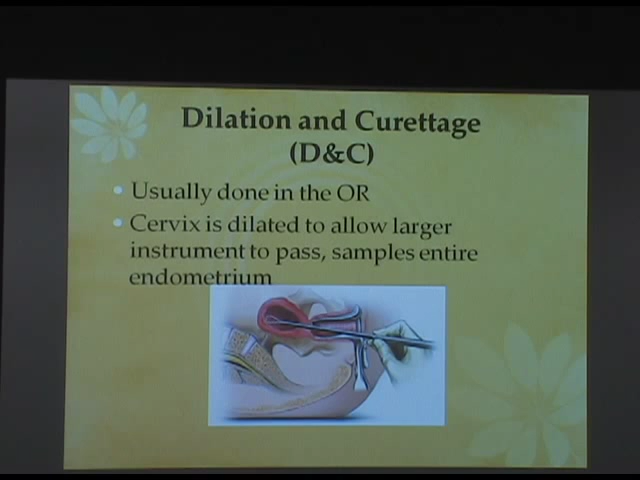 Dilation and Curettage
(D&C)
• Usually done in the OR
• Cervix is dilated to allow larger
instrument to pass, samples entire
endometrium